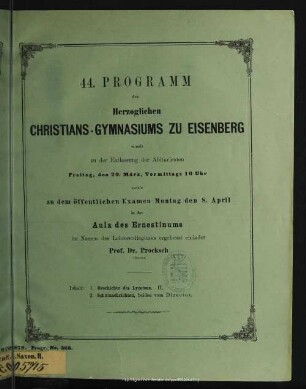 44. PROGRAMM
des
Herzoglichen
CHRISTIANS-GYMNASIUMS ZU EISENBERG
womit
zu der Entlassung der Abiturienten
Freitag, den 22. März, Vormittags 10 Uhr
sowie
zu dem öffentlichen Examen Montag den 8. April
in der
Aula des Ernestinums
im Namen des Lehrercollegiums ergebenst einladet
Prof. Dr. Procksch
Inhalt: 1. Geschichte des Lyceums. II.
2. Schulnachrichten, beides vom Director.